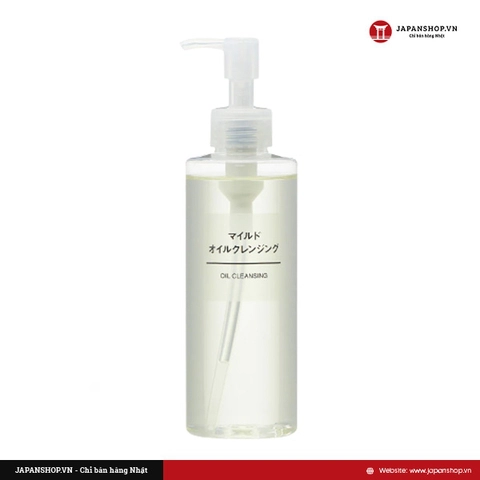 JAPANSHOP.VN
Chỉ bán hàng Nhật
マイルド
オイルクレンジング
OIL CLEANSING
JAPANSHOP.VN - Chỉ bán hàng Nhật
Website: www.japanshop.vn